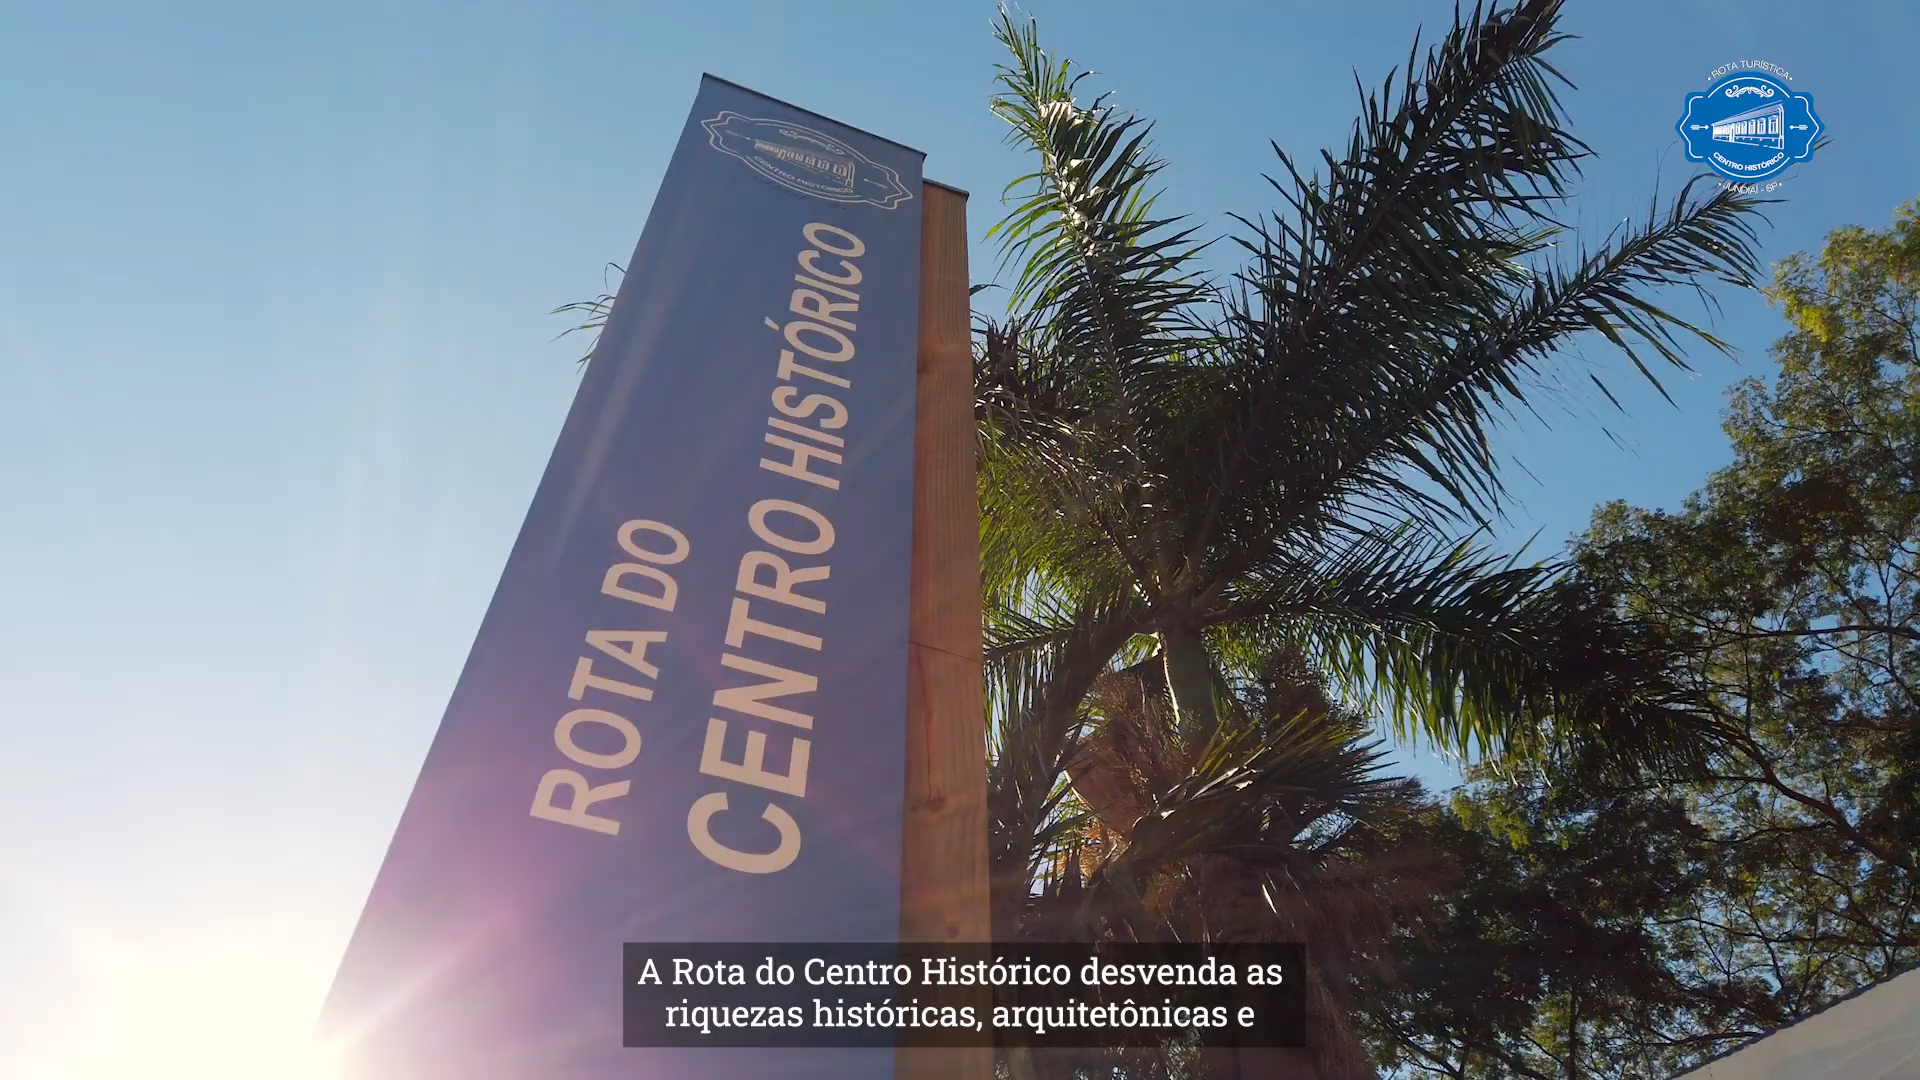 ROTA TURÍSTICA
CENTRO HISTÓRICO
JUNDIAÍ - SP
CENTRO HISTÓRICO
ROTA DO
CENTRO HISTÓRICO
A Rota do Centro Histórico desvenda as
riquezas históricas, arquitetônicas e